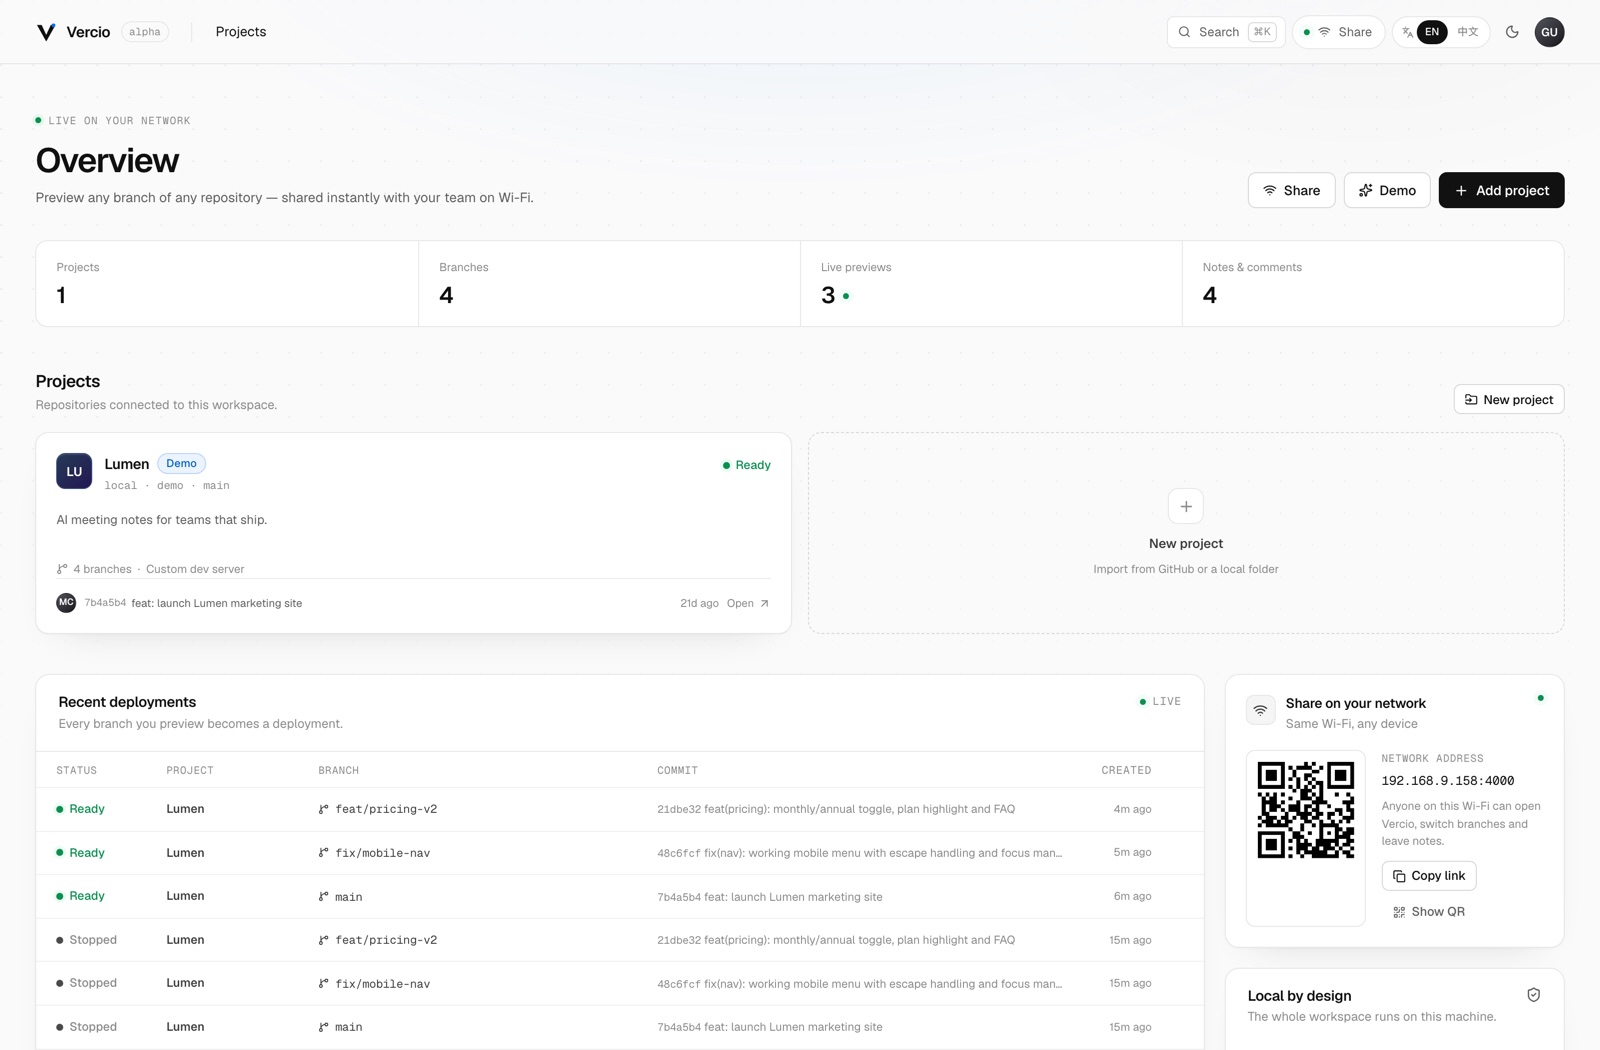 Vercio alpha Projects Search ⌘K Share EN 中文 GU
LIVE ON YOUR NETWORK
Overview
Preview any branch of any repository — shared instantly with your team on Wi-Fi.
Share Demo + Add project
Projects Branches Live previews Notes & comments
1 4 3 4
Projects
Repositories connected to this workspace.
New project
LU Lumen Demo Ready
local · demo · main
AI meeting notes for teams that ship.
4 branches · Custom dev server
MC 7b4a5b4 feat: launch Lumen marketing site 21d ago Open
New project
Import from GitHub or a local folder
Recent deployments LIVE
Every branch you preview becomes a deployment.
STATUS PROJECT BRANCH COMMIT CREATED
Ready Lumen feat/pricing-v2 21dbe32 feat(pricing): monthly/annual toggle, plan highlight and FAQ 4m ago
Ready Lumen fix/mobile-nav 48c6fcf fix(nav): working mobile menu with escape handling and focus man... 5m ago
Ready Lumen main 7b4a5b4 feat: launch Lumen marketing site 6m ago
Stopped Lumen feat/pricing-v2 21dbe32 feat(pricing): monthly/annual toggle, plan highlight and FAQ 15m ago
Stopped Lumen fix/mobile-nav 48c6fcf fix(nav): working mobile menu with escape handling and focus man... 15m ago
Stopped Lumen main 7b4a5b4 feat: launch Lumen marketing site 15m ago
Share on your network
Same Wi-Fi, any device
NETWORK ADDRESS
192.168.9.158:4000
Anyone on this Wi-Fi can open
Vercio, switch branches and
leave notes.
Copy link
Show QR
Local by design
The whole workspace runs on this machine.